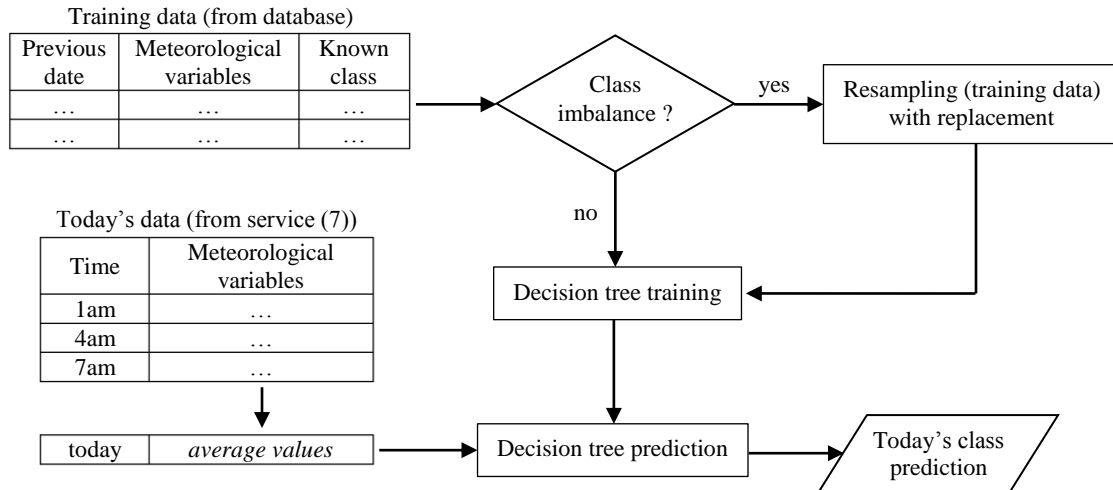 Training data (from database)
Previous date
Meteorological variables
Known class
… … …
… … …
Class
imbalance ?
yes
Resampling (training data)
with replacement
no
Today’s data (from service (7))
Time
Meteorological
variables
1am …
4am …
7am …
today average values
Decision tree training
Decision tree prediction
Today’s class
prediction